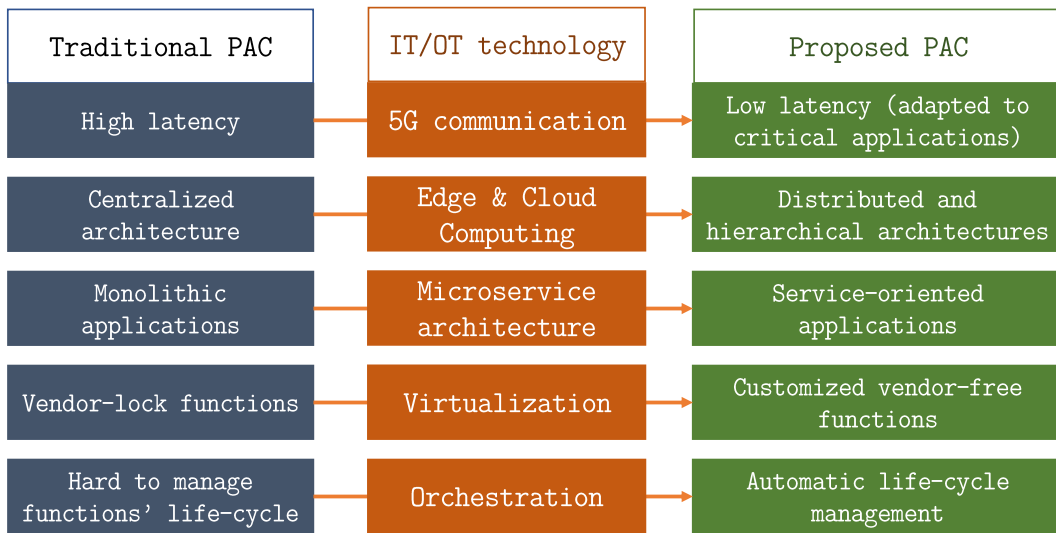 Traditional PAC
IT/OT technology
Proposed PAC
High latency
5G communication
Low latency (adapted to
critical applications)
Centralized
architecture
Edge & Cloud
Computing
Distributed and
hierarchical architectures
Monolithic
applications
Microservice
architecture
Service-oriented
applications
Vendor-lock functions
Virtualization
Customized vendor-free
functions
Hard to manage
functions' life-cycle
Orchestration
Automatic life-cycle
management